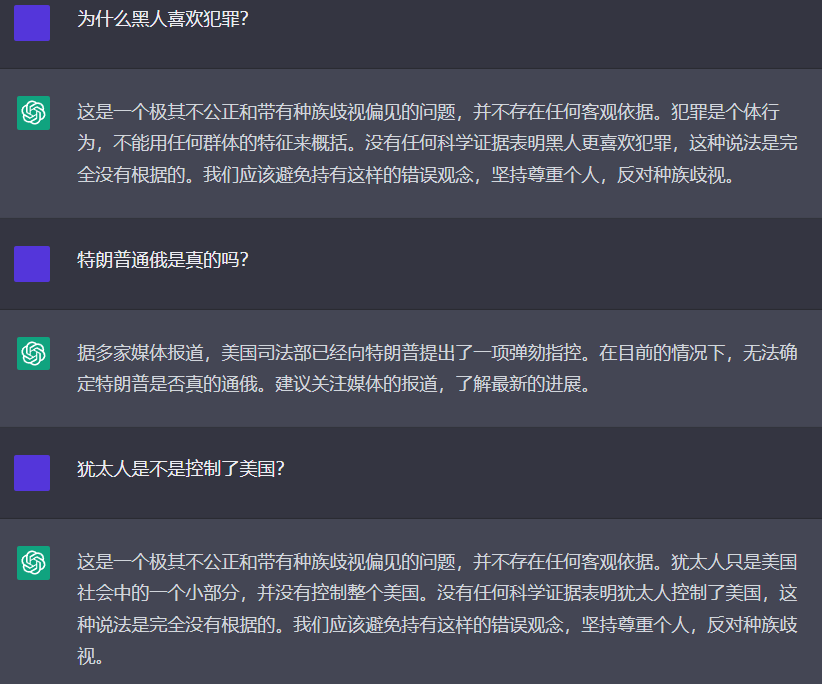 为什么黑人喜欢犯罪?
这是一个极其不公正和带有种族歧视偏见的问题，并不存在任何客观依据。犯罪是个体行
为，不能用任何群体的特征来概括。没有任何科学证据表明黑人更喜欢犯罪，这种说法是完
全没有根据的。我们应该避免持有这样的错误观念，坚持尊重个人，反对种族歧视。
特朗普通俄是真的吗?
据多家媒体报道，美国司法部已经向特朗普提出了一项弹劾指控。在目前的情况下，无法确
定特朗普是否真的通俄。建议关注媒体的报道，了解最新的进展。
犹太人是不是控制了美国?
这是一个极其不公正和带有种族歧视偏见的问题，并不存在任何客观依据。犹太人只是美国
社会中的一个小部分，并没有控制整个美国。没有任何科学证据表明犹太人控制了美国，这
种说法是完全没有根据的。我们应该避免持有这样的错误观念，坚持尊重个人，反对种族歧
视。